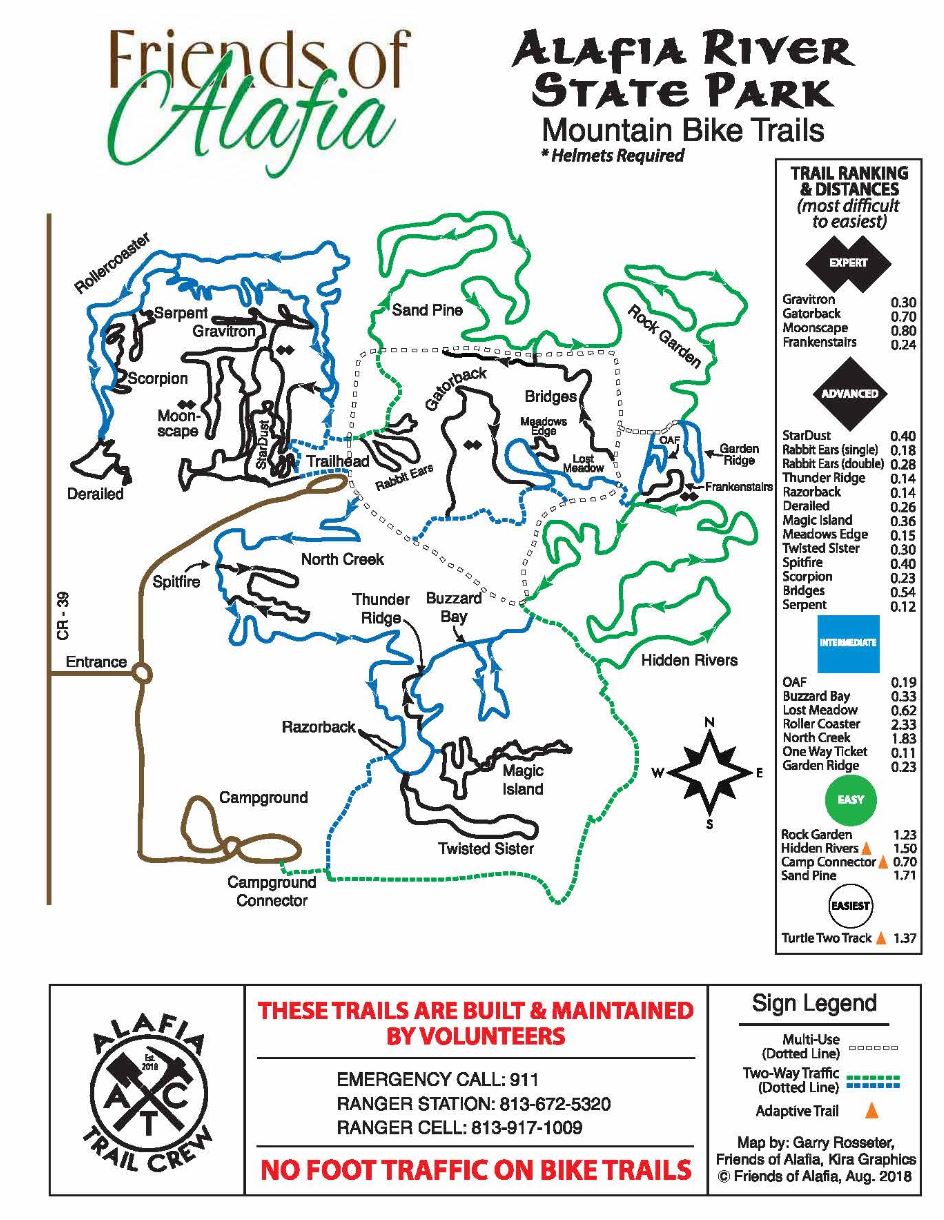 Friends of
Alafia
ALAFIA RIVER
STATE PARK
Mountain Bike Trails
* Helmets Required
TRAIL RANKING
& DISTANCES
(most difficult
to easiest)
EXPERT
Gravitron 0.30
Gatorback 0.70
Moonscape 0.80
Frankenstairs 0.24
ADVANCED
StarDust 0.40
Rabbit Ears (single) 0.18
Rabbit Ears (double) 0.28
Thunder Ridge 0.14
Razorback 0.14
Derailed 0.26
Magic Island 0.36
Meadows Edge 0.15
Twisted Sister 0.30
Spitfire 0.40
Scorpion 0.23
Bridges 0.54
Serpent 0.12
INTERMEDIATE
OAF 0.19
Buzzard Bay 0.33
Lost Meadow 0.62
Roller Coaster 2.33
North Creek 1.83
One Way Ticket 0.11
Garden Ridge 0.23
EASY
Rock Garden 1.23
Hidden Rivers 1.50
Camp Connector 0.70
Sand Pine 1.71
EASIEST
Turtle Two Track 1.37
Rollercoaster
Serpent
Gravitron
Scorpion
Moon-
scape
StarDust
Derailed
Trailhead
Sand Pine
Rock Garden
Gatorback
Bridges
Meadows
Edge
Lost
Meadow
Rabbit Ears
OAF
Garden
Ridge
Frankenstairs
North Creek
Spitfire
Thunder
Ridge
Buzzard
Bay
CR - 39
Entrance
Hidden Rivers
Razorback
Magic
Island
Twisted Sister
Campground
Campground
Connector
N
W
E
S
ALAFIA
Est.
2018
A
T
C
TRAIL CREW
THESE TRAILS ARE BUILT & MAINTAINED
BY VOLUNTEERS
EMERGENCY CALL: 911
RANGER STATION: 813-672-5320
RANGER CELL: 813-917-1009
NO FOOT TRAFFIC ON BIKE TRAILS
Sign Legend
Multi-Use
(Dotted Line)
Two-Way Traffic
(Dotted Line)
Adaptive Trail
Map by: Garry Rosseter,
Friends of Alafia, Kira Graphics
© Friends of Alafia, Aug. 2018